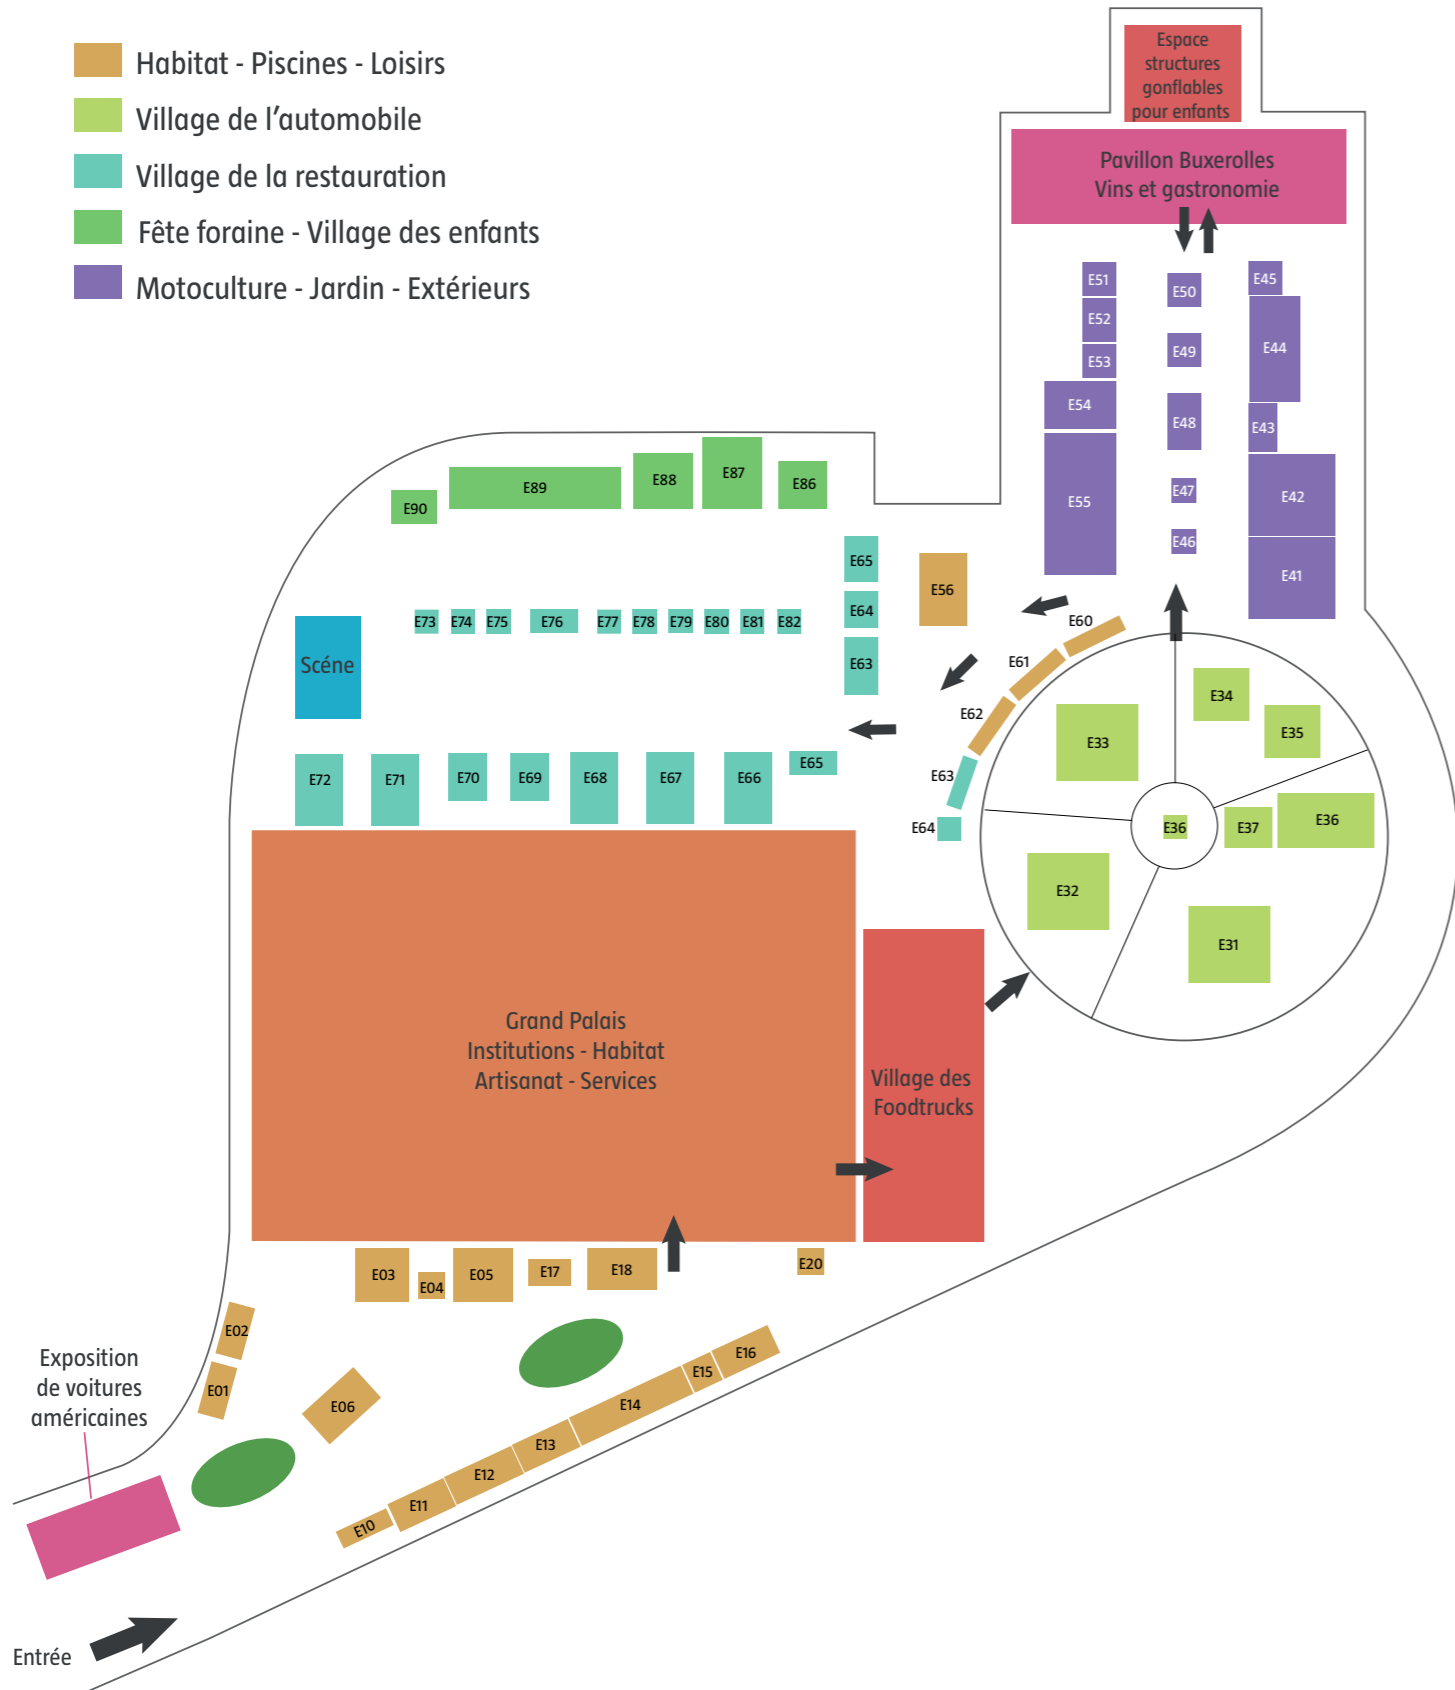 Habitat - Piscines - Loisirs
Village de l'automobile
Village de la restauration
Fête foraine - Village des enfants
Motoculture - Jardin - Extérieurs
Espace
structures
gonflables
pour enfants
Pavillon Buxerolles
Vins et gastronomie
E51
E50
E45
E52
E49
E44
E53
E54
E48
E43
E55
E47
E42
E46
E41
E90
E89
E88
E87
E86
E65
E64
E63
E56
E73
E74
E75
E76
E77
E78
E79
E80
E81
E82
Scéne
E60
E61
E62
E63
E64
E34
E35
E33
E36
E37
E36
E32
E31
E72
E71
E70
E69
E68
E67
E66
E65
Grand Palais
Institutions - Habitat
Artisanat - Services
Village des
Foodtrucks
E03
E04
E05
E17
E18
E20
E02
E01
E06
E16
E15
E14
E13
E12
E11
E10
Exposition
de voitures
américaines
Entrée